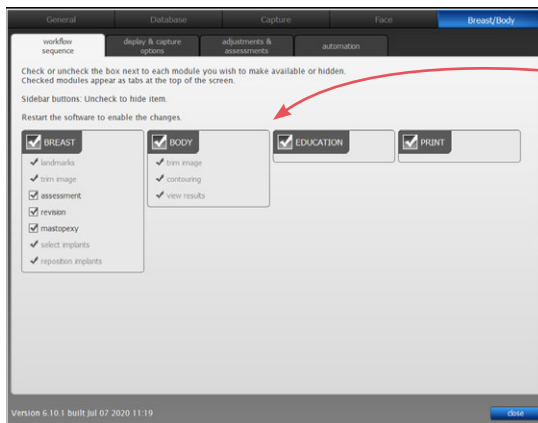 General Database Capture Face Breast/Body
workflow sequence display & capture options adjustments & assessments automation
Check or uncheck the box next to each module you wish to make available or hidden.
Checked modules appear as tabs at the top of the screen.
Sidebar buttons: Uncheck to hide item.
Restart the software to enable the changes.
BREAST
landmarks
trim image
assessment
revision
mastopexy
select implants
reposition implants
BODY
trim image
contouring
view results
EDUCATION
PRINT
Version 6.10.1 built Jul 07 2020 11:19
close